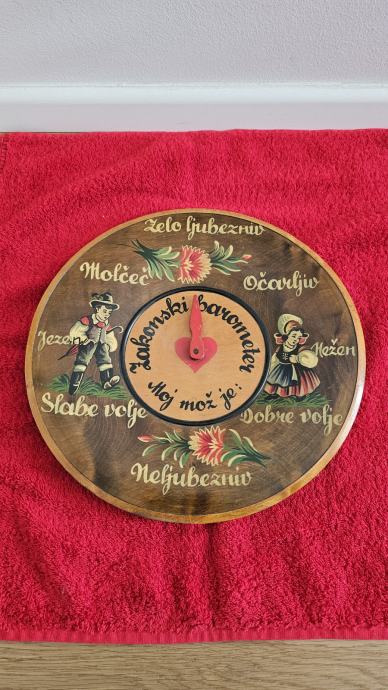 Zelo ljubezniv
Molčeč
Očarljiv
Zakonski barometer
Jezen
Nežen
Moj mož je:
Slabe volje
Dobre volje
Neljubezniv